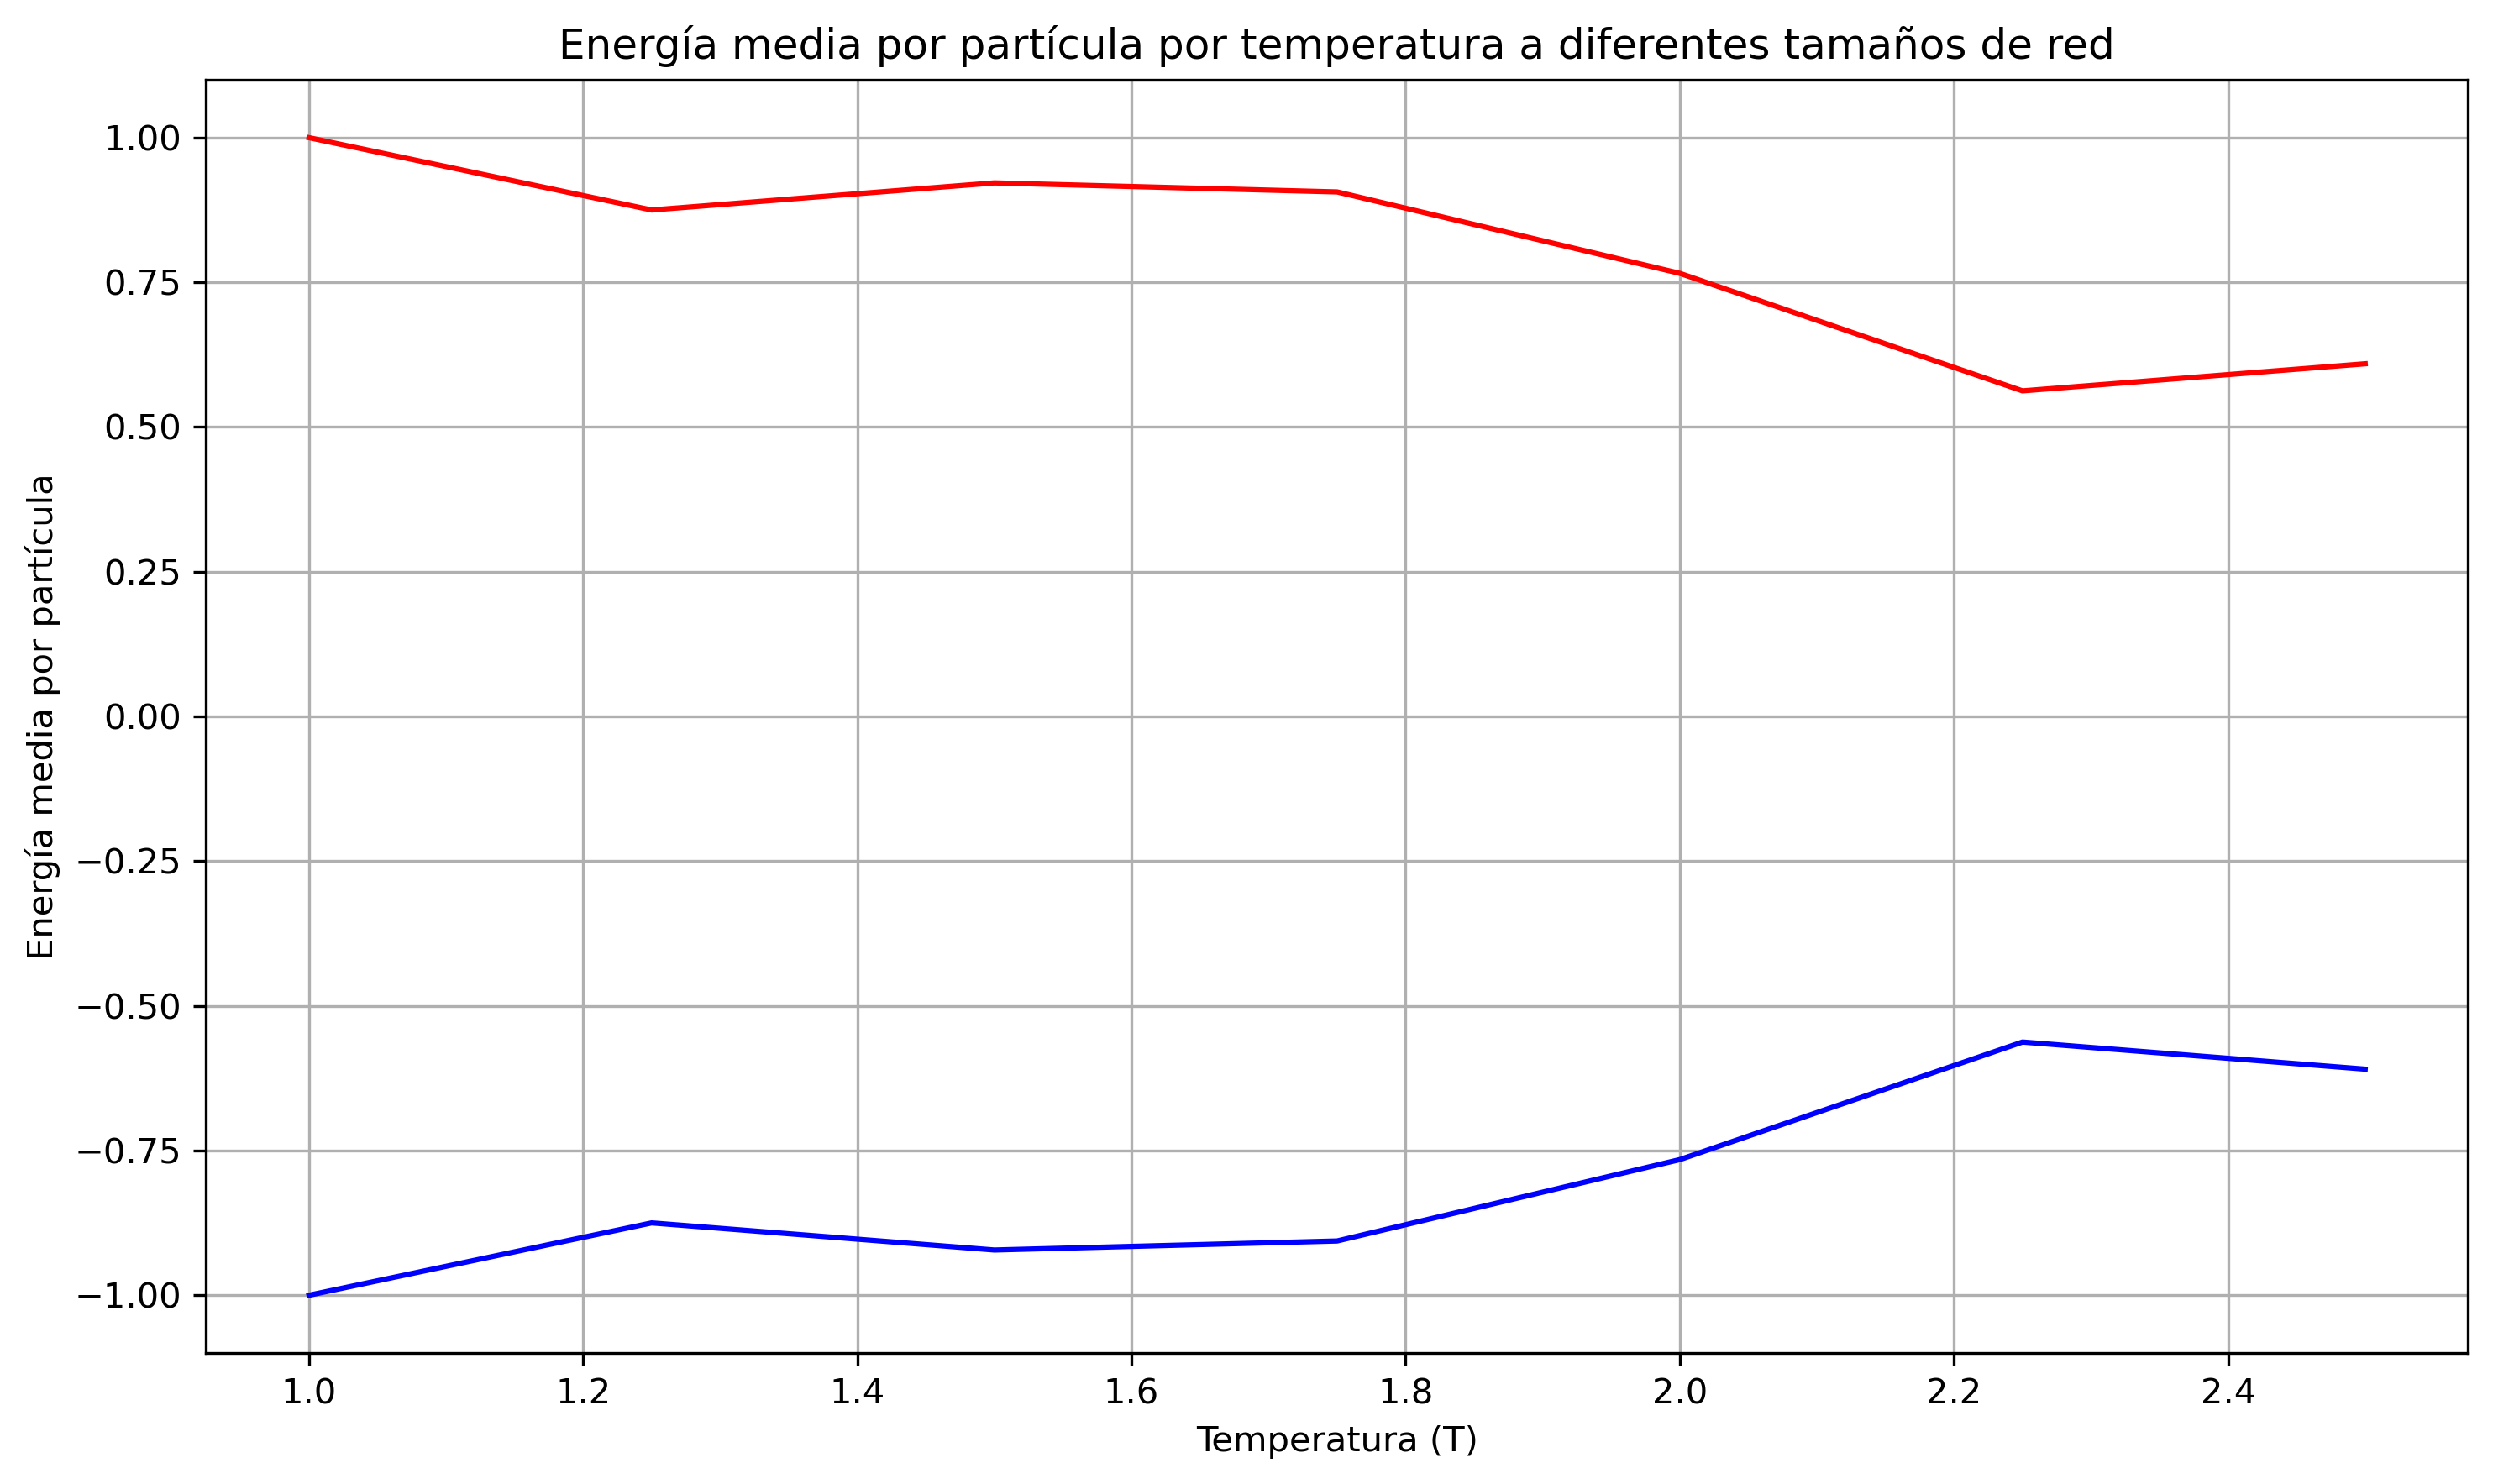 Energía media por partícula por temperatura a diferentes tamaños de red
Energía media por partícula
1.00
0.75
0.50
0.25
0.00
−0.25
−0.50
−0.75
−1.00
1.0 1.2 1.4 1.6 1.8 2.0 2.2 2.4
Temperatura (T)